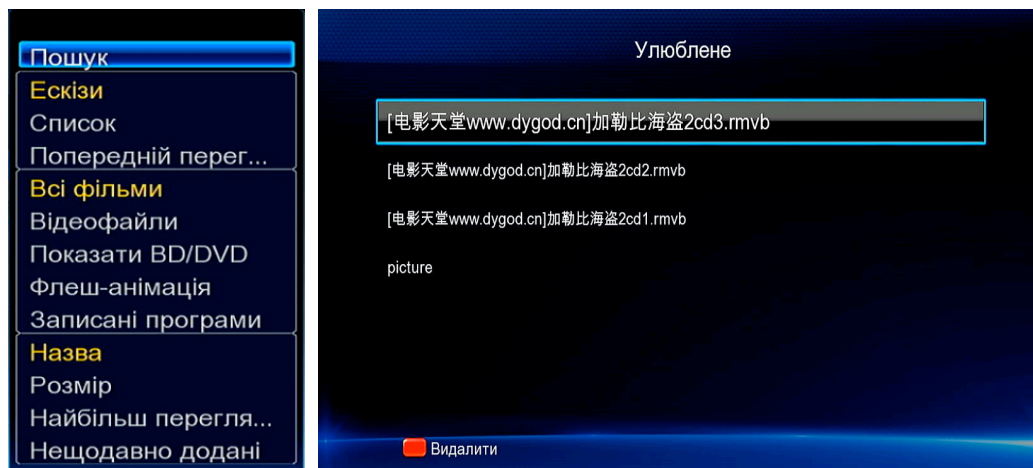 Пошук
Ескізи
Список
Попередній перег...
Всі фільми
Відеофайли
Показати BD/DVD
Флеш-анімація
Записані програми
Назва
Розмір
Найбільш перегля...
Нещодавно додані
Улюблене
[电影天堂www.dygod.cn]加勒比海盗2cd3.rmvb
[电影天堂www.dygod.cn]加勒比海盗2cd2.rmvb
[电影天堂www.dygod.cn]加勒比海盗2cd1.rmvb
picture
Видалити